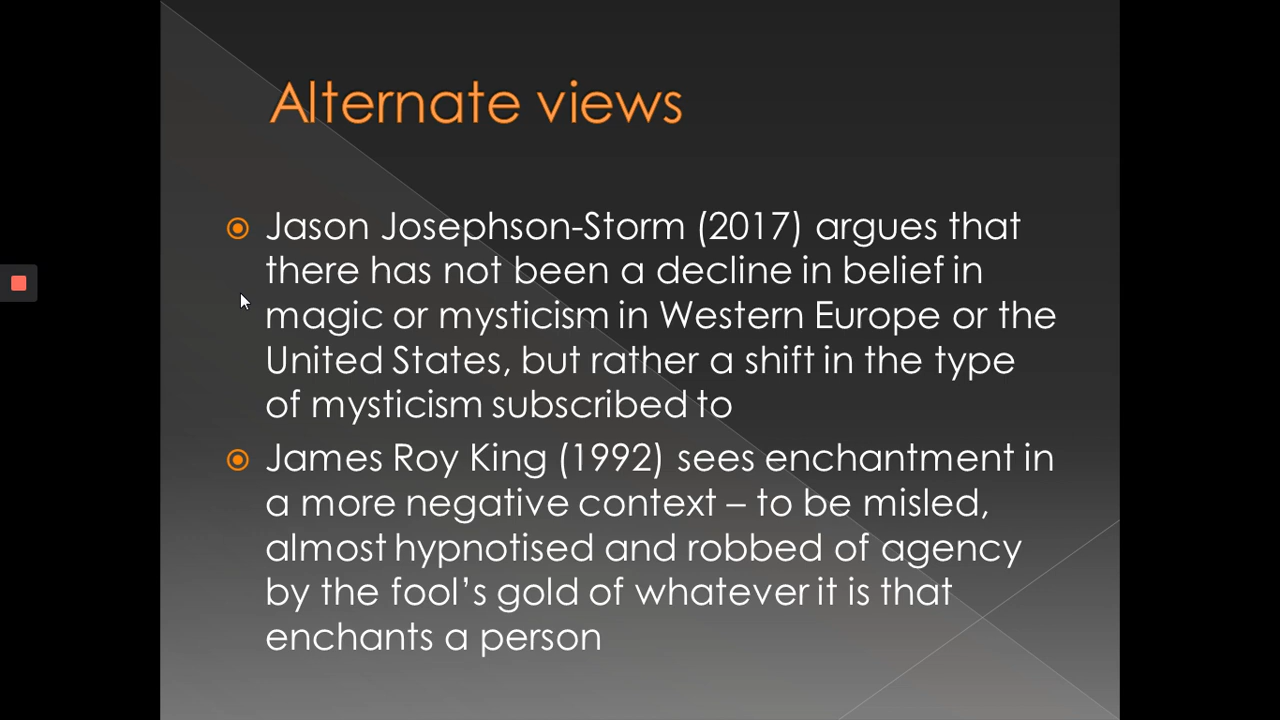 Alternate views
Jason Josephson-Storm (2017) argues that
there has not been a decline in belief in
magic or mysticism in Western Europe or the
United States, but rather a shift in the type
of mysticism subscribed to
James Roy King (1992) sees enchantment in
a more negative context – to be misled,
almost hypnotised and robbed of agency
by the fool’s gold of whatever it is that
enchants a person